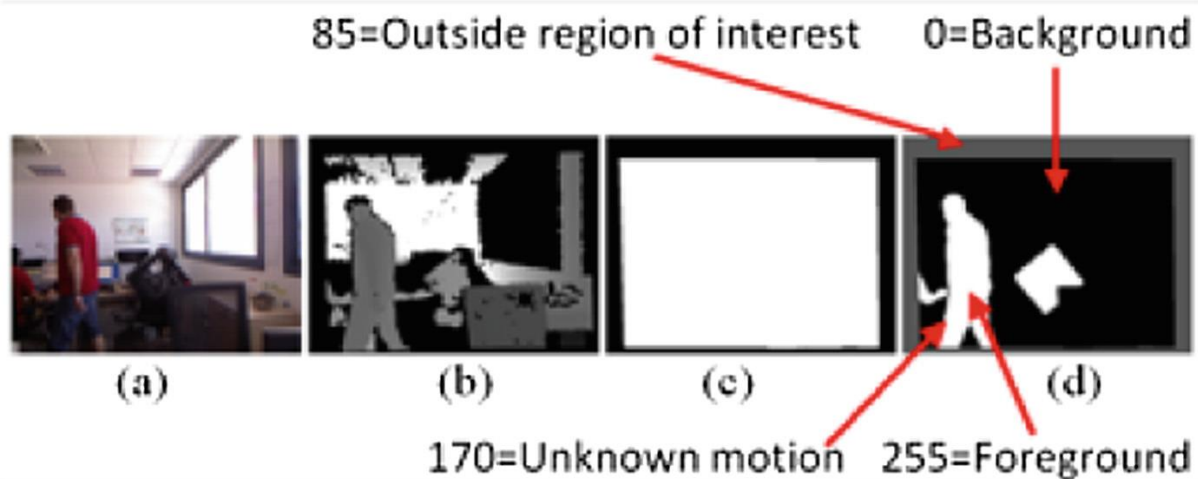 85=Outside region of interest 0=Background
(a) (b) (c) (d)
170=Unknown motion 255=Foreground